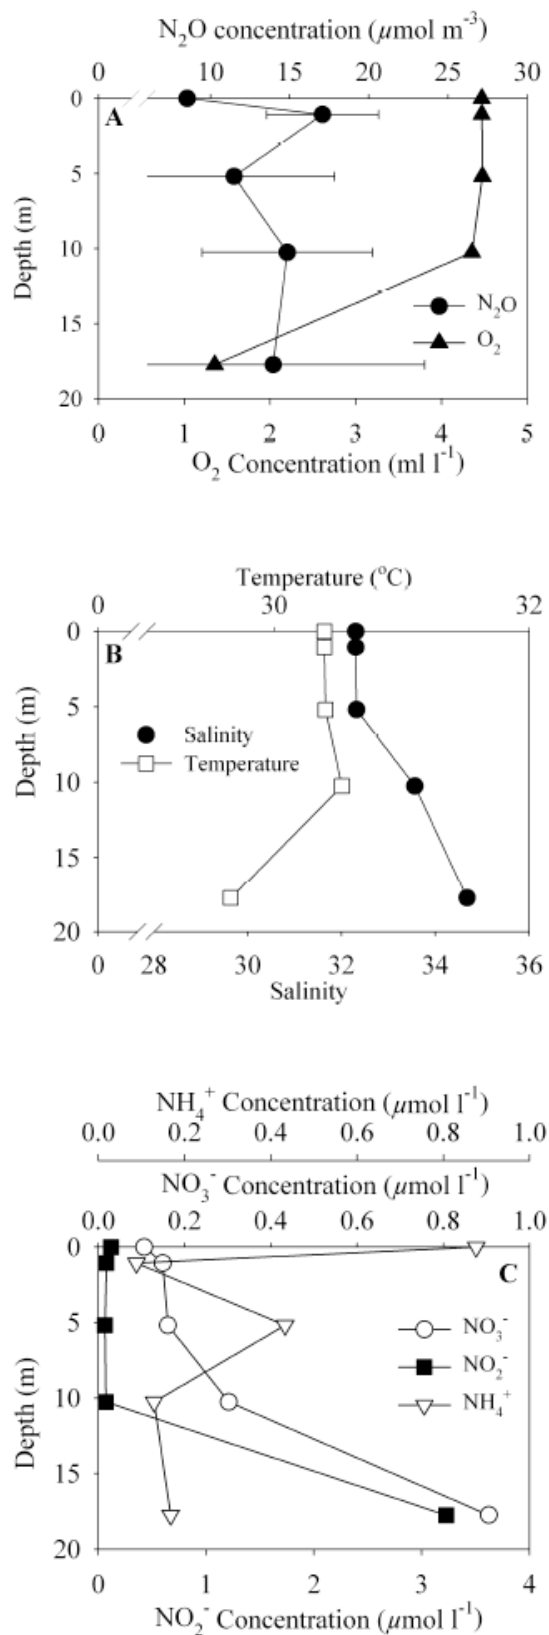 N₂O concentration (µmol m⁻³)
0 10 15 20 25 30
A
0
5
10
15
20
Depth (m)
N₂O
O₂
0 1 2 3 4 5
O₂ Concentration (ml l⁻¹)
Temperature (°C)
0 30 32
B
0
5
10
15
20
Depth (m)
Salinity
Temperature
0 28 30 32 34 36
Salinity
NH₄⁺ Concentration (µmol l⁻¹)
0.0 0.2 0.4 0.6 0.8 1.0
NO₃⁻ Concentration (µmol l⁻¹)
0.0 0.2 0.4 0.6 0.8 1.0
C
0
5
10
15
20
Depth (m)
NO₃⁻
NO₂⁻
NH₄⁺
0 1 2 3 4
NO₂⁻ Concentration (µmol l⁻¹)